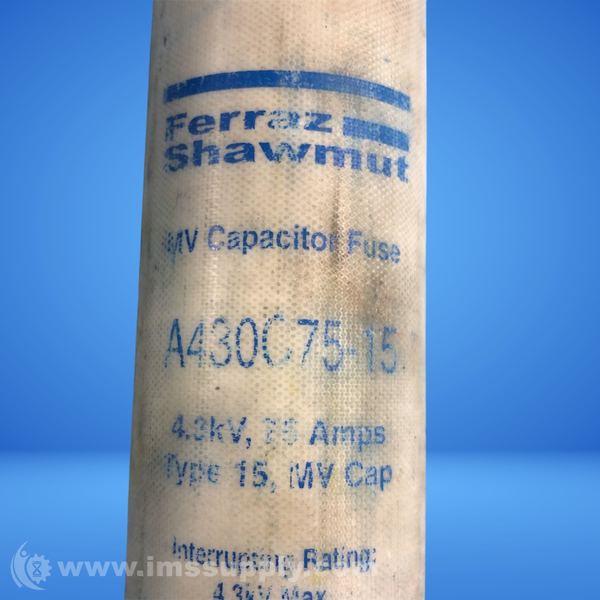 Ferraz
Shawmut
MV Capacitor Fuse
A430C75-15
4.3kV, 75 Amps
Type 15, MV Cap
Interrupting Rating:
4.3kV Max
www.imssupply.com